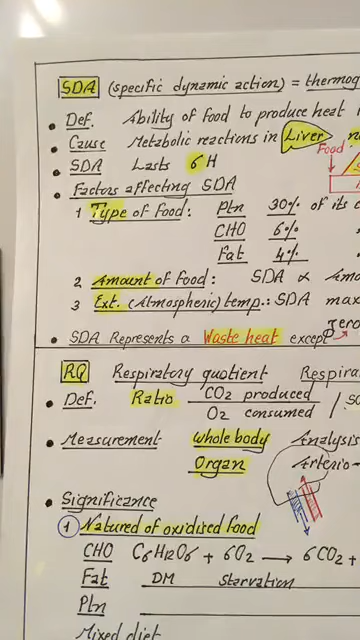 SDA (specific dynamic action) = thermog
• Def. Ability of food to produce heat
• Cause Metabolic reactions in Liver
Food
• SDA Lasts 6 H
• Factors affecting SDA
1 Type of food: Ptn 30% of its c
CHO 6%
Fat 4%
2 Amount of food: SDA ∝ Amo
3 Ext. (Atmospheric) temp.: SDA max
zero
• SDA Represents a Waste heat except
RQ Respiratory quotient Respira
• Def. Ratio CO2 produced / O2 consumed /
• Measurement whole body Analysis
Organ Arterio-
• Significance
1 Natured of oxidised food
CHO C6H12O6 + 6O2 → 6CO2 +
Fat DM starvation
Ptn
Mixed diet